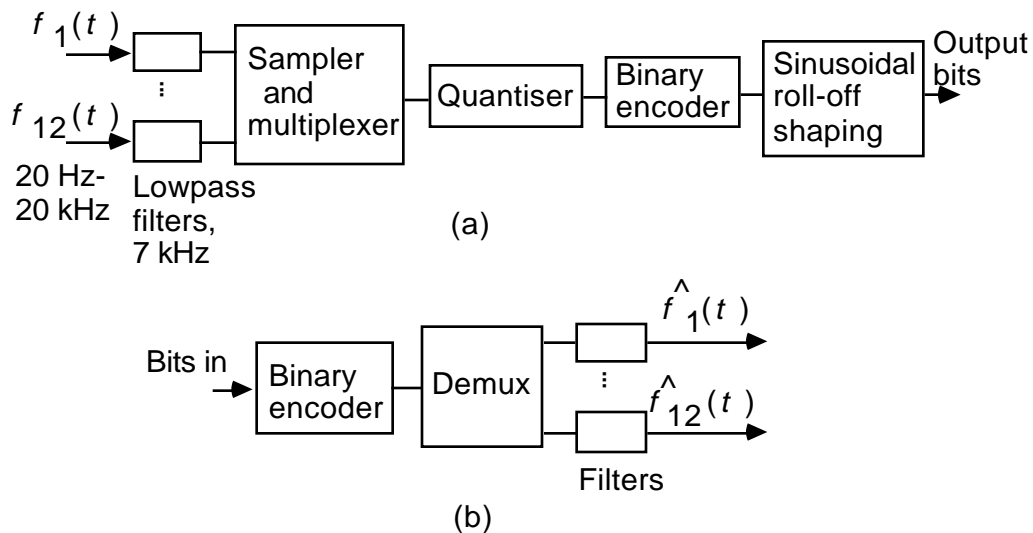 f 1(t)
f 12(t)
20 Hz-
20 kHz
Lowpass
filters,
7 kHz
Sampler
and
multiplexer
Quantiser
Binary
encoder
Sinusoidal
roll-off
shaping
Output
bits
(a)
Bits in
Binary
encoder
Demux
f^1(t)
f^12(t)
Filters
(b)